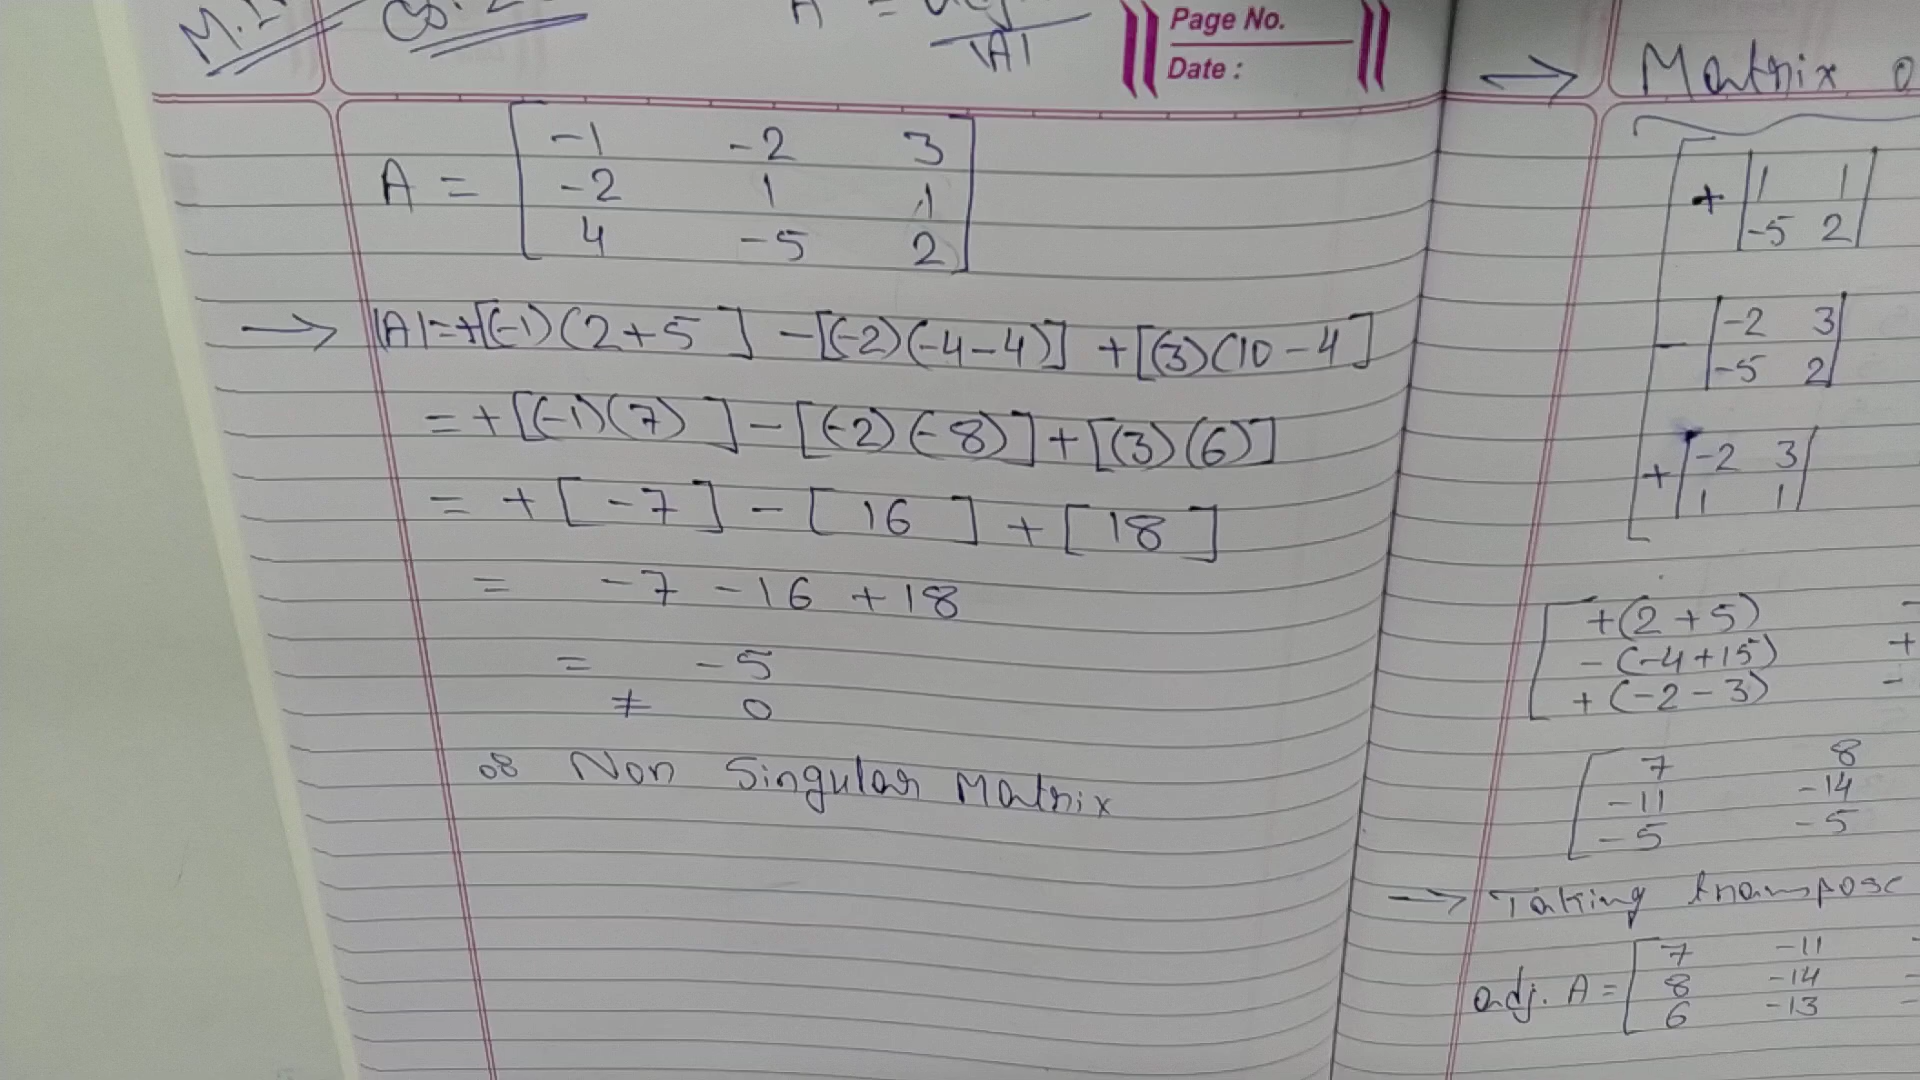 Page No.
Date :
|A|
A = [ -1 -2 3
-2 1 1
4 -5 2 ]
→ |A| = +[(-1)(2+5] -[(-2)(-4-4)] +[(3)(10-4]
= +[(-1)(7)] - [(-2)(-8)] + [(3)(6)]
= + [-7] - [16] + [18]
= -7 -16 +18
= -5
≠ 0
Non Singular Matrix
→ Matrix
+ |1 1
-5 2|
- |-2 3
-5 2|
+ |-2 3
1 1|
[ +(2+5) -
-(-4+15) +
+(-2-3) -
[ 7 8
-11 -14
-5 -5
→ Taking transpose
adj. A = [ 7 -11 -
8 -14 -
6 -13 -